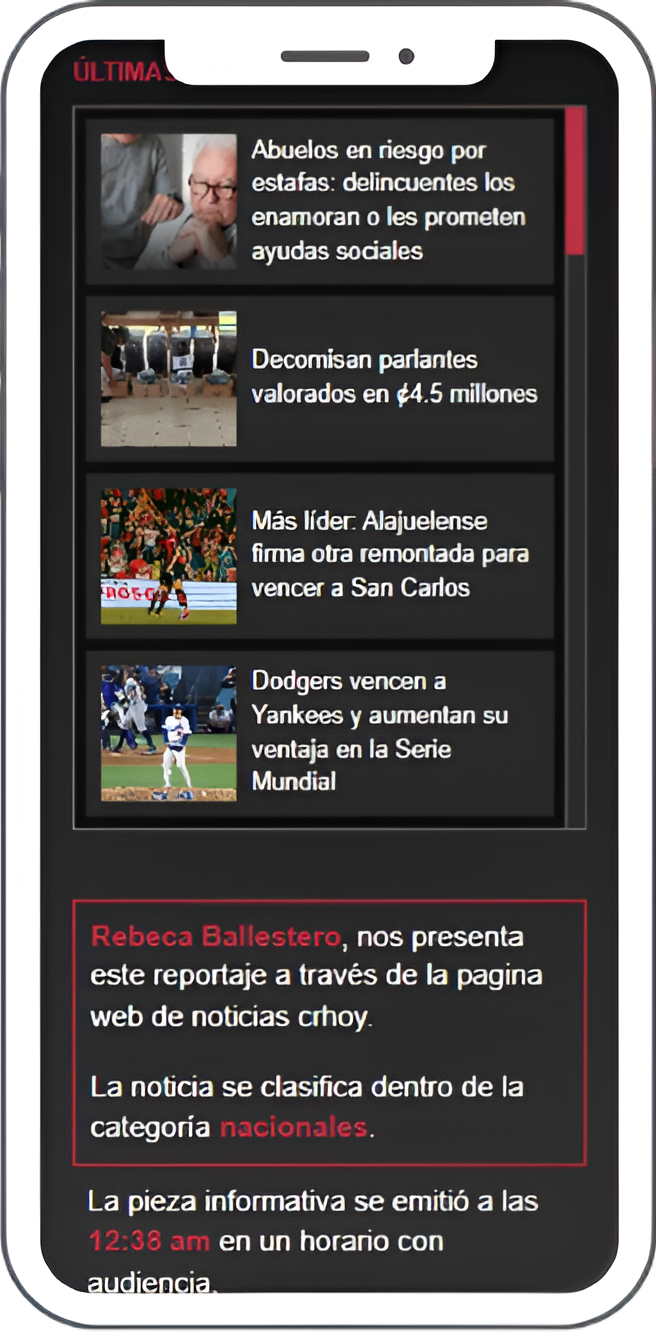 ÚLTIMAS
Abuelos en riesgo por
estafas: delincuentes los
enamoran o les prometen
ayudas sociales
Decomisan parlantes
valorados en ₡4.5 millones
Más líder: Alajuelense
firma otra remontada para
vencer a San Carlos
Dodgers vencen a
Yankees y aumentan su
ventaja en la Serie
Mundial
Rebeca Ballestero, nos presenta
este reportaje a través de la pagina
web de noticias crhoy.
La noticia se clasifica dentro de la
categoría nacionales.
La pieza informativa se emitió a las
12:38 am en un horario con
audiencia.